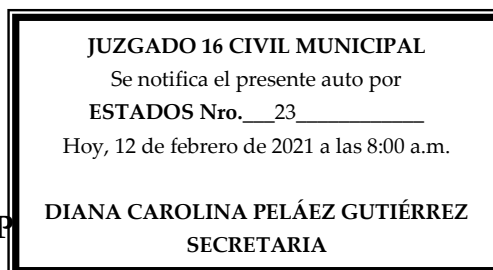 JUZGADO 16 CIVIL MUNICIPAL
Se notifica el presente auto por
ESTADOS Nro.___23____________
Hoy, 12 de febrero de 2021 a las 8:00 a.m.
DIANA CAROLINA PELÁEZ GUTIÉRREZ
P
SECRETARIA